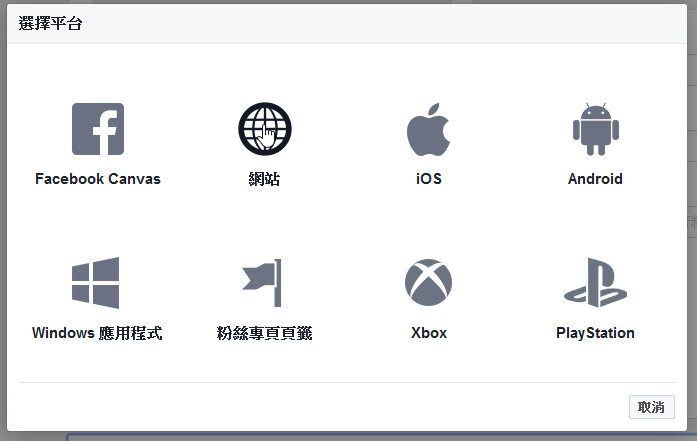 選擇平台
Facebook Canvas
網站
iOS
Android
Windows 應用程式
粉絲專頁頁籤
Xbox
PlayStation
取消